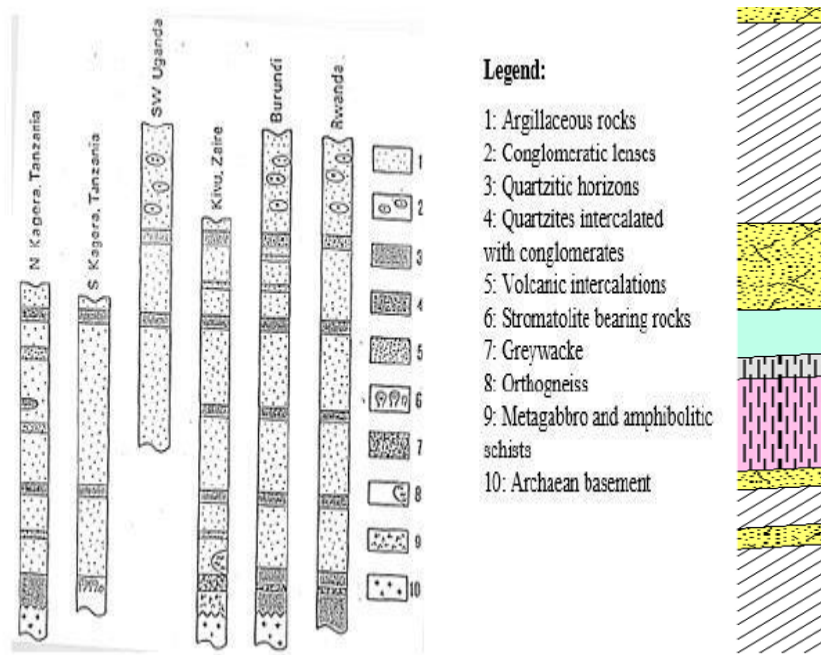 N Kagera, Tanzania
S Kagera, Tanzania
SW Uganda
Kivu, Zaire
Burundi
Rwanda
1
2
3
4
5
6
7
8
9
10
Legend:
1: Argillaceous rocks
2: Conglomeratic lenses
3: Quartzitic horizons
4: Quartzites intercalated
with conglomerates
5: Volcanic intercalations
6: Stromatolite bearing rocks
7: Greywacke
8: Orthogneiss
9: Metagabbro and amphibolitic
schists
10: Archaean basement